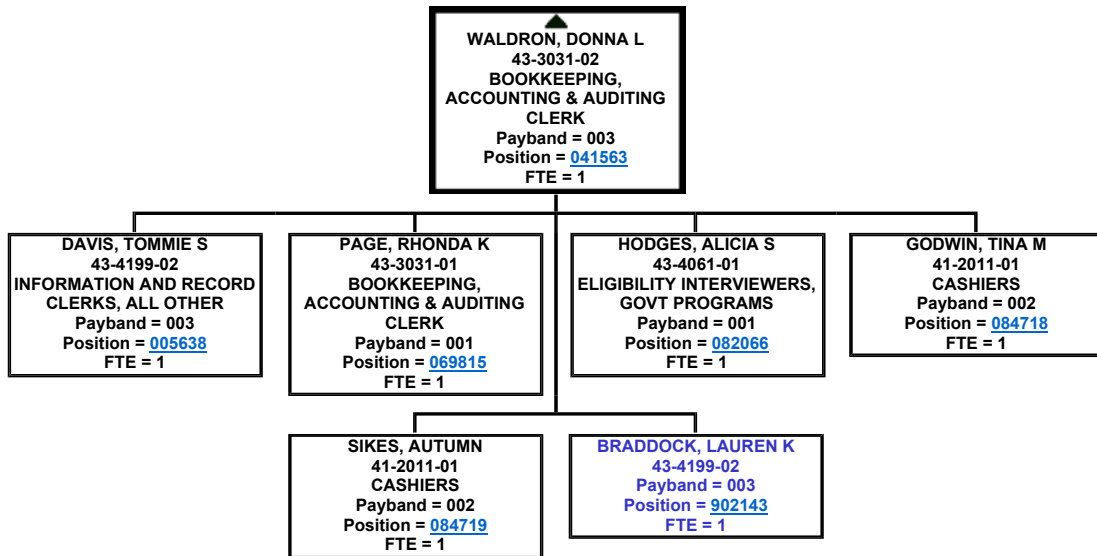 WALDRON, DONNA L
43-3031-02
BOOKKEEPING,
ACCOUNTING & AUDITING
CLERK
Payband = 003
Position = 041563
FTE = 1
DAVIS, TOMMIE S
43-4199-02
INFORMATION AND RECORD
CLERKS, ALL OTHER
Payband = 003
Position = 005638
FTE = 1
PAGE, RHONDA K
43-3031-01
BOOKKEEPING,
ACCOUNTING & AUDITING
CLERK
Payband = 001
Position = 069815
FTE = 1
HODGES, ALICIA S
43-4061-01
ELIGIBILITY INTERVIEWERS,
GOVT PROGRAMS
Payband = 001
Position = 082066
FTE = 1
GODWIN, TINA M
41-2011-01
CASHIERS
Payband = 002
Position = 084718
FTE = 1
SIKES, AUTUMN
41-2011-01
CASHIERS
Payband = 002
Position = 084719
FTE = 1
BRADDOCK, LAUREN K
43-4199-02
Payband = 003
Position = 902143
FTE = 1